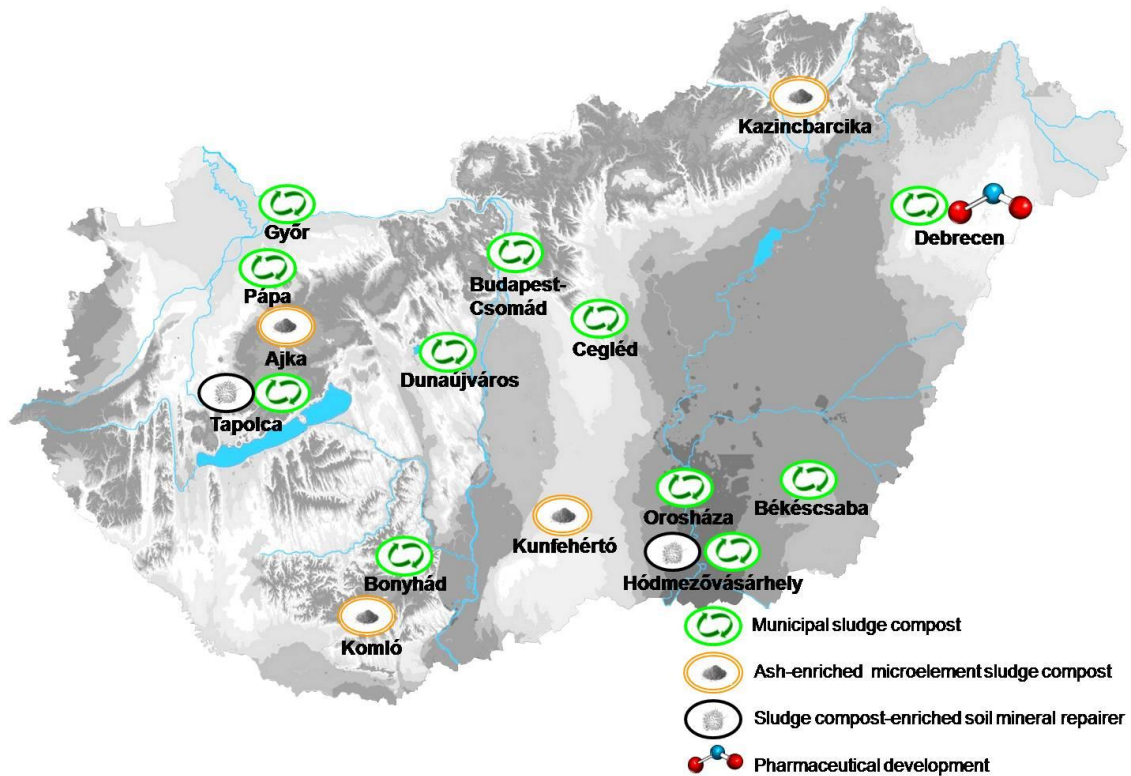 Kazincbarcika
Debrecen
Győr
Budapest-
Csomád
Pápa
Cegléd
Ajka
Dunaújváros
Tapolca
Békéscsaba
Orosháza
Kunfehértó
Hódmezővásárhely
Bonyhád
Komló
Municipal sludge compost
Ash-enriched microelement sludge compost
Sludge compost-enriched soil mineral repairer
Pharmaceutical development